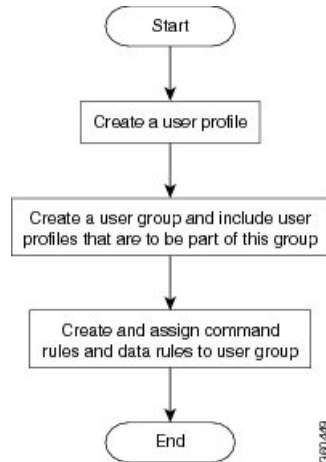 Start
Create a user profile
Create a user group and include user
profiles that are to be part of this group
Create and assign command
rules and data rules to user group
End